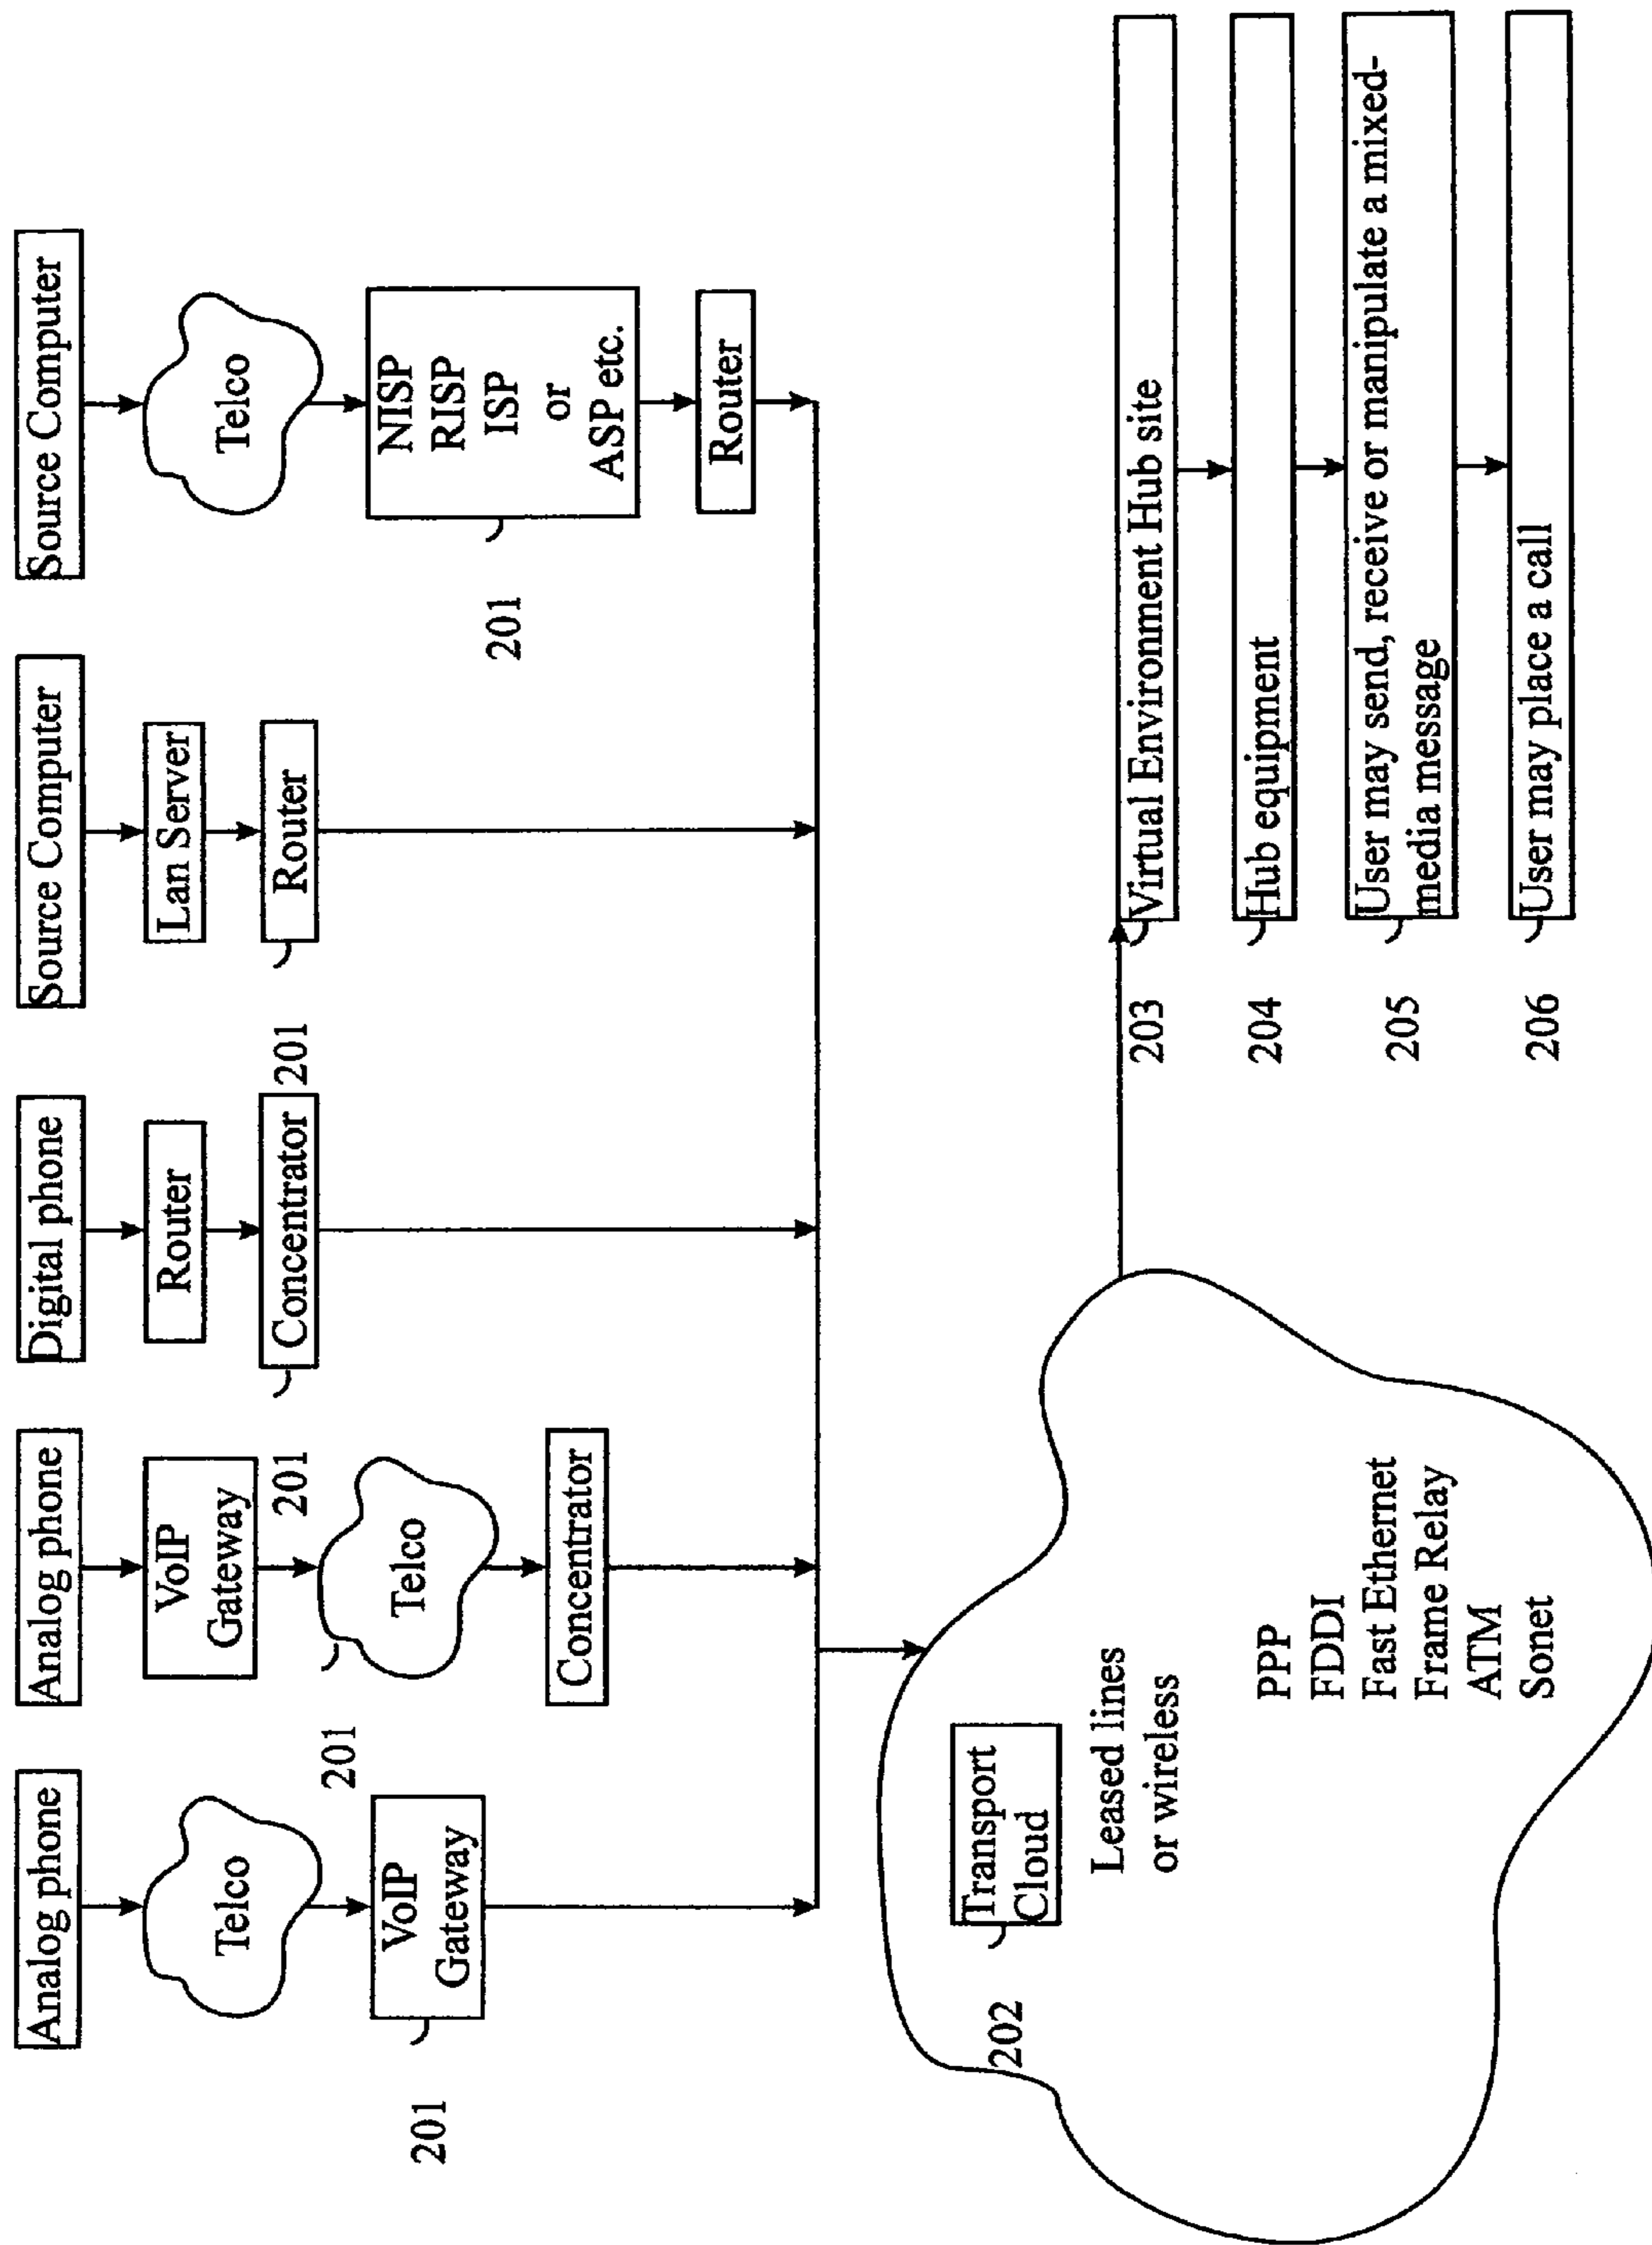 Analog phone
Telco
VoIP
Gateway
201
Analog phone
VoIP
Gateway
201
Telco
Concentrator
Digital phone
Router
201
Concentrator
Source Computer
Lan Server
201
Router
Source Computer
Telco
NISP
RISP
ISP
or
ASP etc.
201
Router
202
Transport
Cloud
Leased lines
or wireless
PPP
FDDI
Fast Ethernet
Frame Relay
ATM
Sonet
203
Virtual Environment Hub site
204
Hub equipment
205
User may send, receive or manipulate a mixed-
media message
206
User may place a call